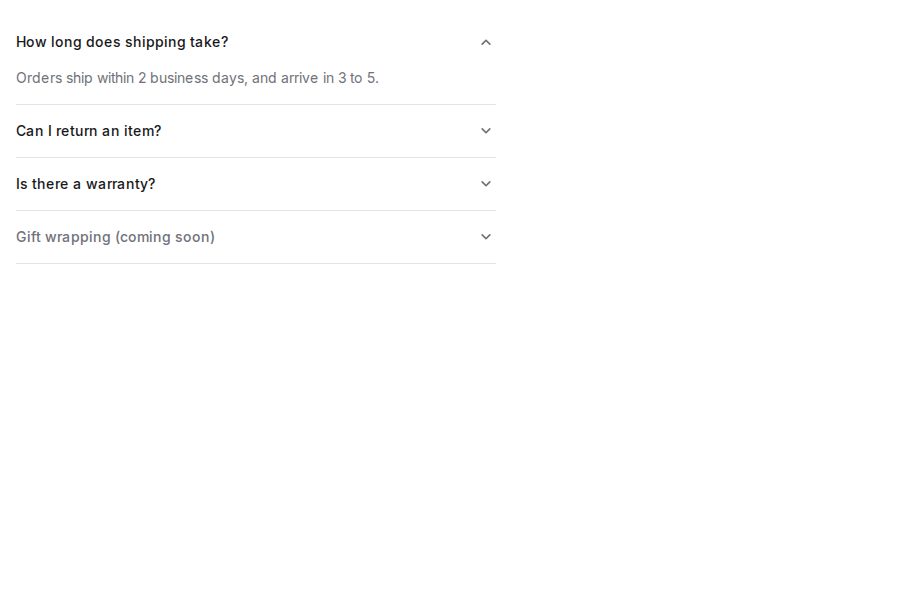 How long does shipping take?
Orders ship within 2 business days, and arrive in 3 to 5.
Can I return an item?
Is there a warranty?
Gift wrapping (coming soon)